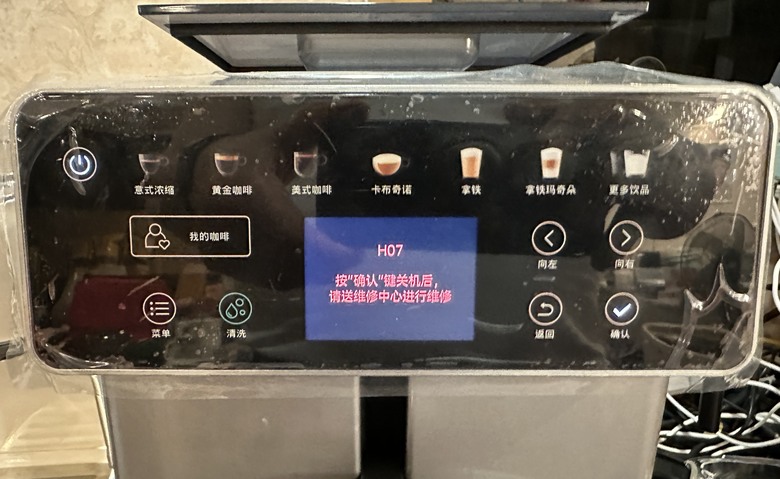 意式浓缩
黄金咖啡
美式咖啡
卡布奇诺
拿铁
拿铁玛奇朵
更多饮品
我的咖啡
H07
按“确认”键关机后，
请送维修中心进行维修
向左
向右
菜单
清洗
返回
确认